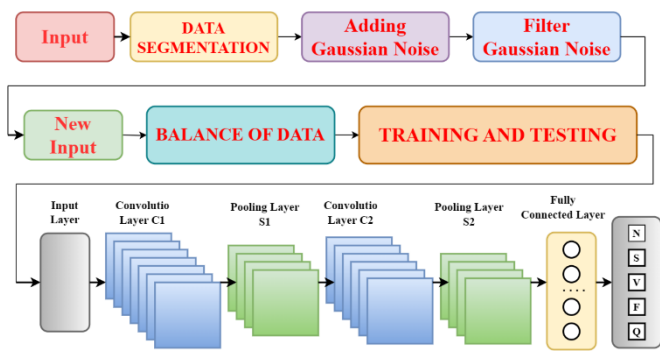 Input
DATA
SEGMENTATION
Adding
Gaussian Noise
Filter
Gaussian Noise
New
Input
BALANCE OF DATA
TRAINING AND TESTING
Input
Layer
Convolutio
Layer C1
Pooling Layer
S1
Convolutio
Layer C2
Pooling Layer
S2
Fully
Connected Layer
.....
N
S
V
F
Q